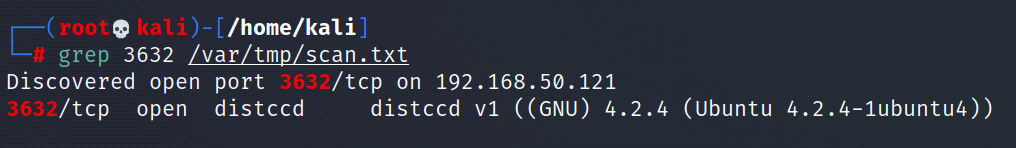 ┌──(root💀kali)-[/home/kali]
└─# grep 3632 /var/tmp/scan.txt
Discovered open port 3632/tcp on 192.168.50.121
3632/tcp  open  distccd     distccd v1 ((GNU) 4.2.4 (Ubuntu 4.2.4-1ubuntu4))